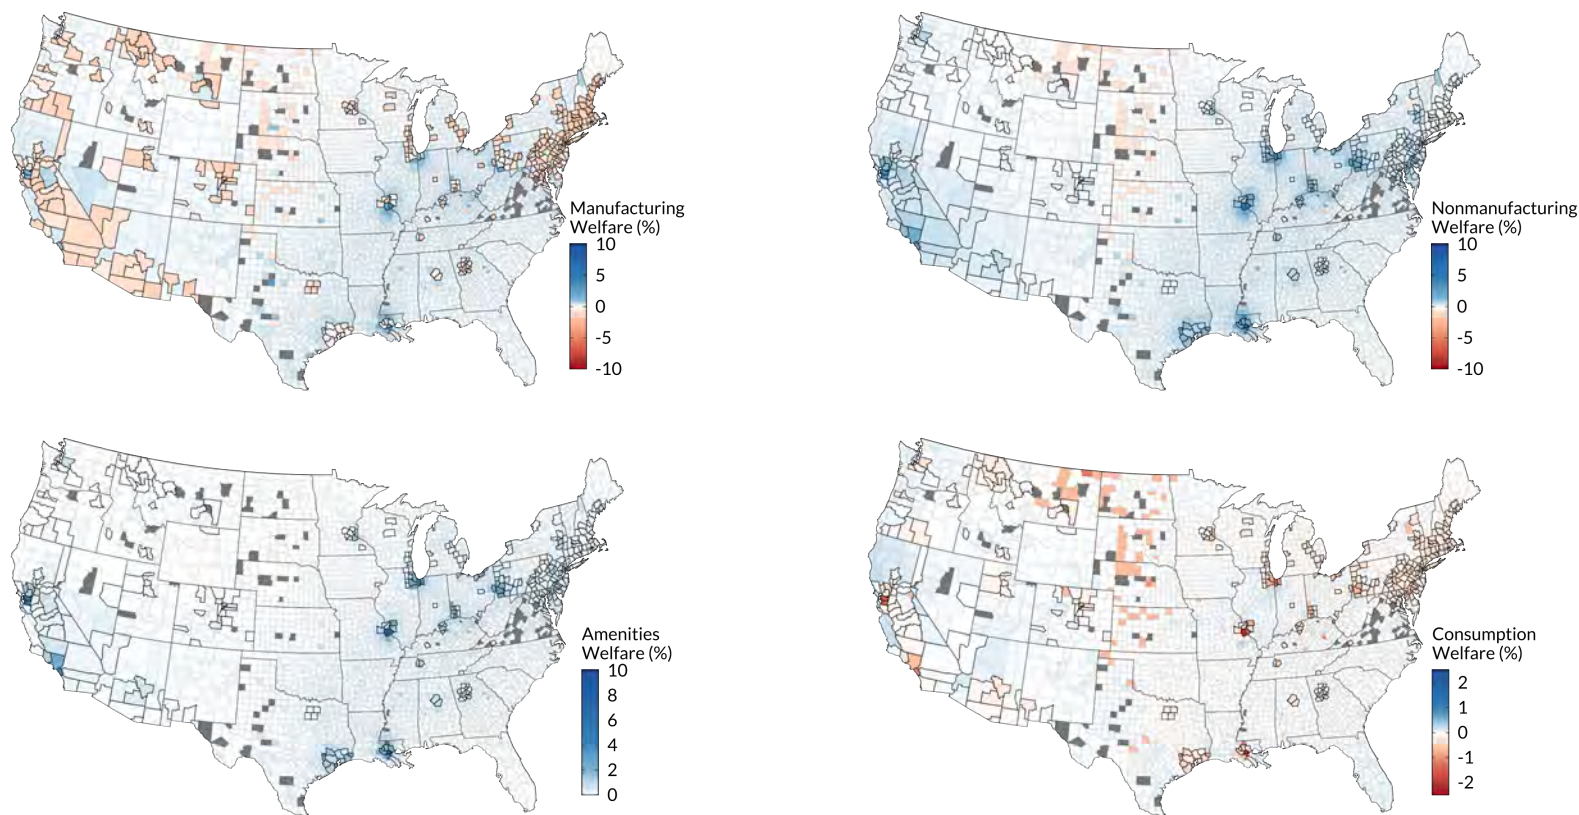 Manufacturing
Welfare (%)
10
5
0
-5
-10
Nonmanufacturing
Welfare (%)
10
5
0
-5
-10
Amenities
Welfare (%)
10
8
6
4
2
0
Consumption
Welfare (%)
2
1
0
-1
-2